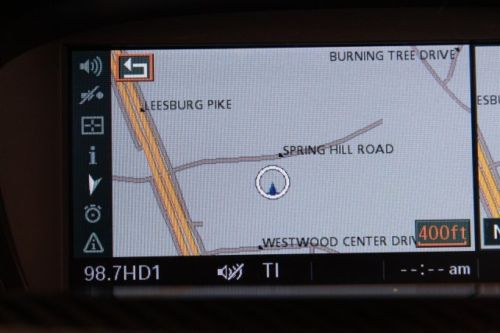 BURNING TREE DRIVE
LEESBURG PIKE
SPRING HILL ROAD
WESTWOOD CENTER DRIV
400ft
98.7HD1 TI --:-- am